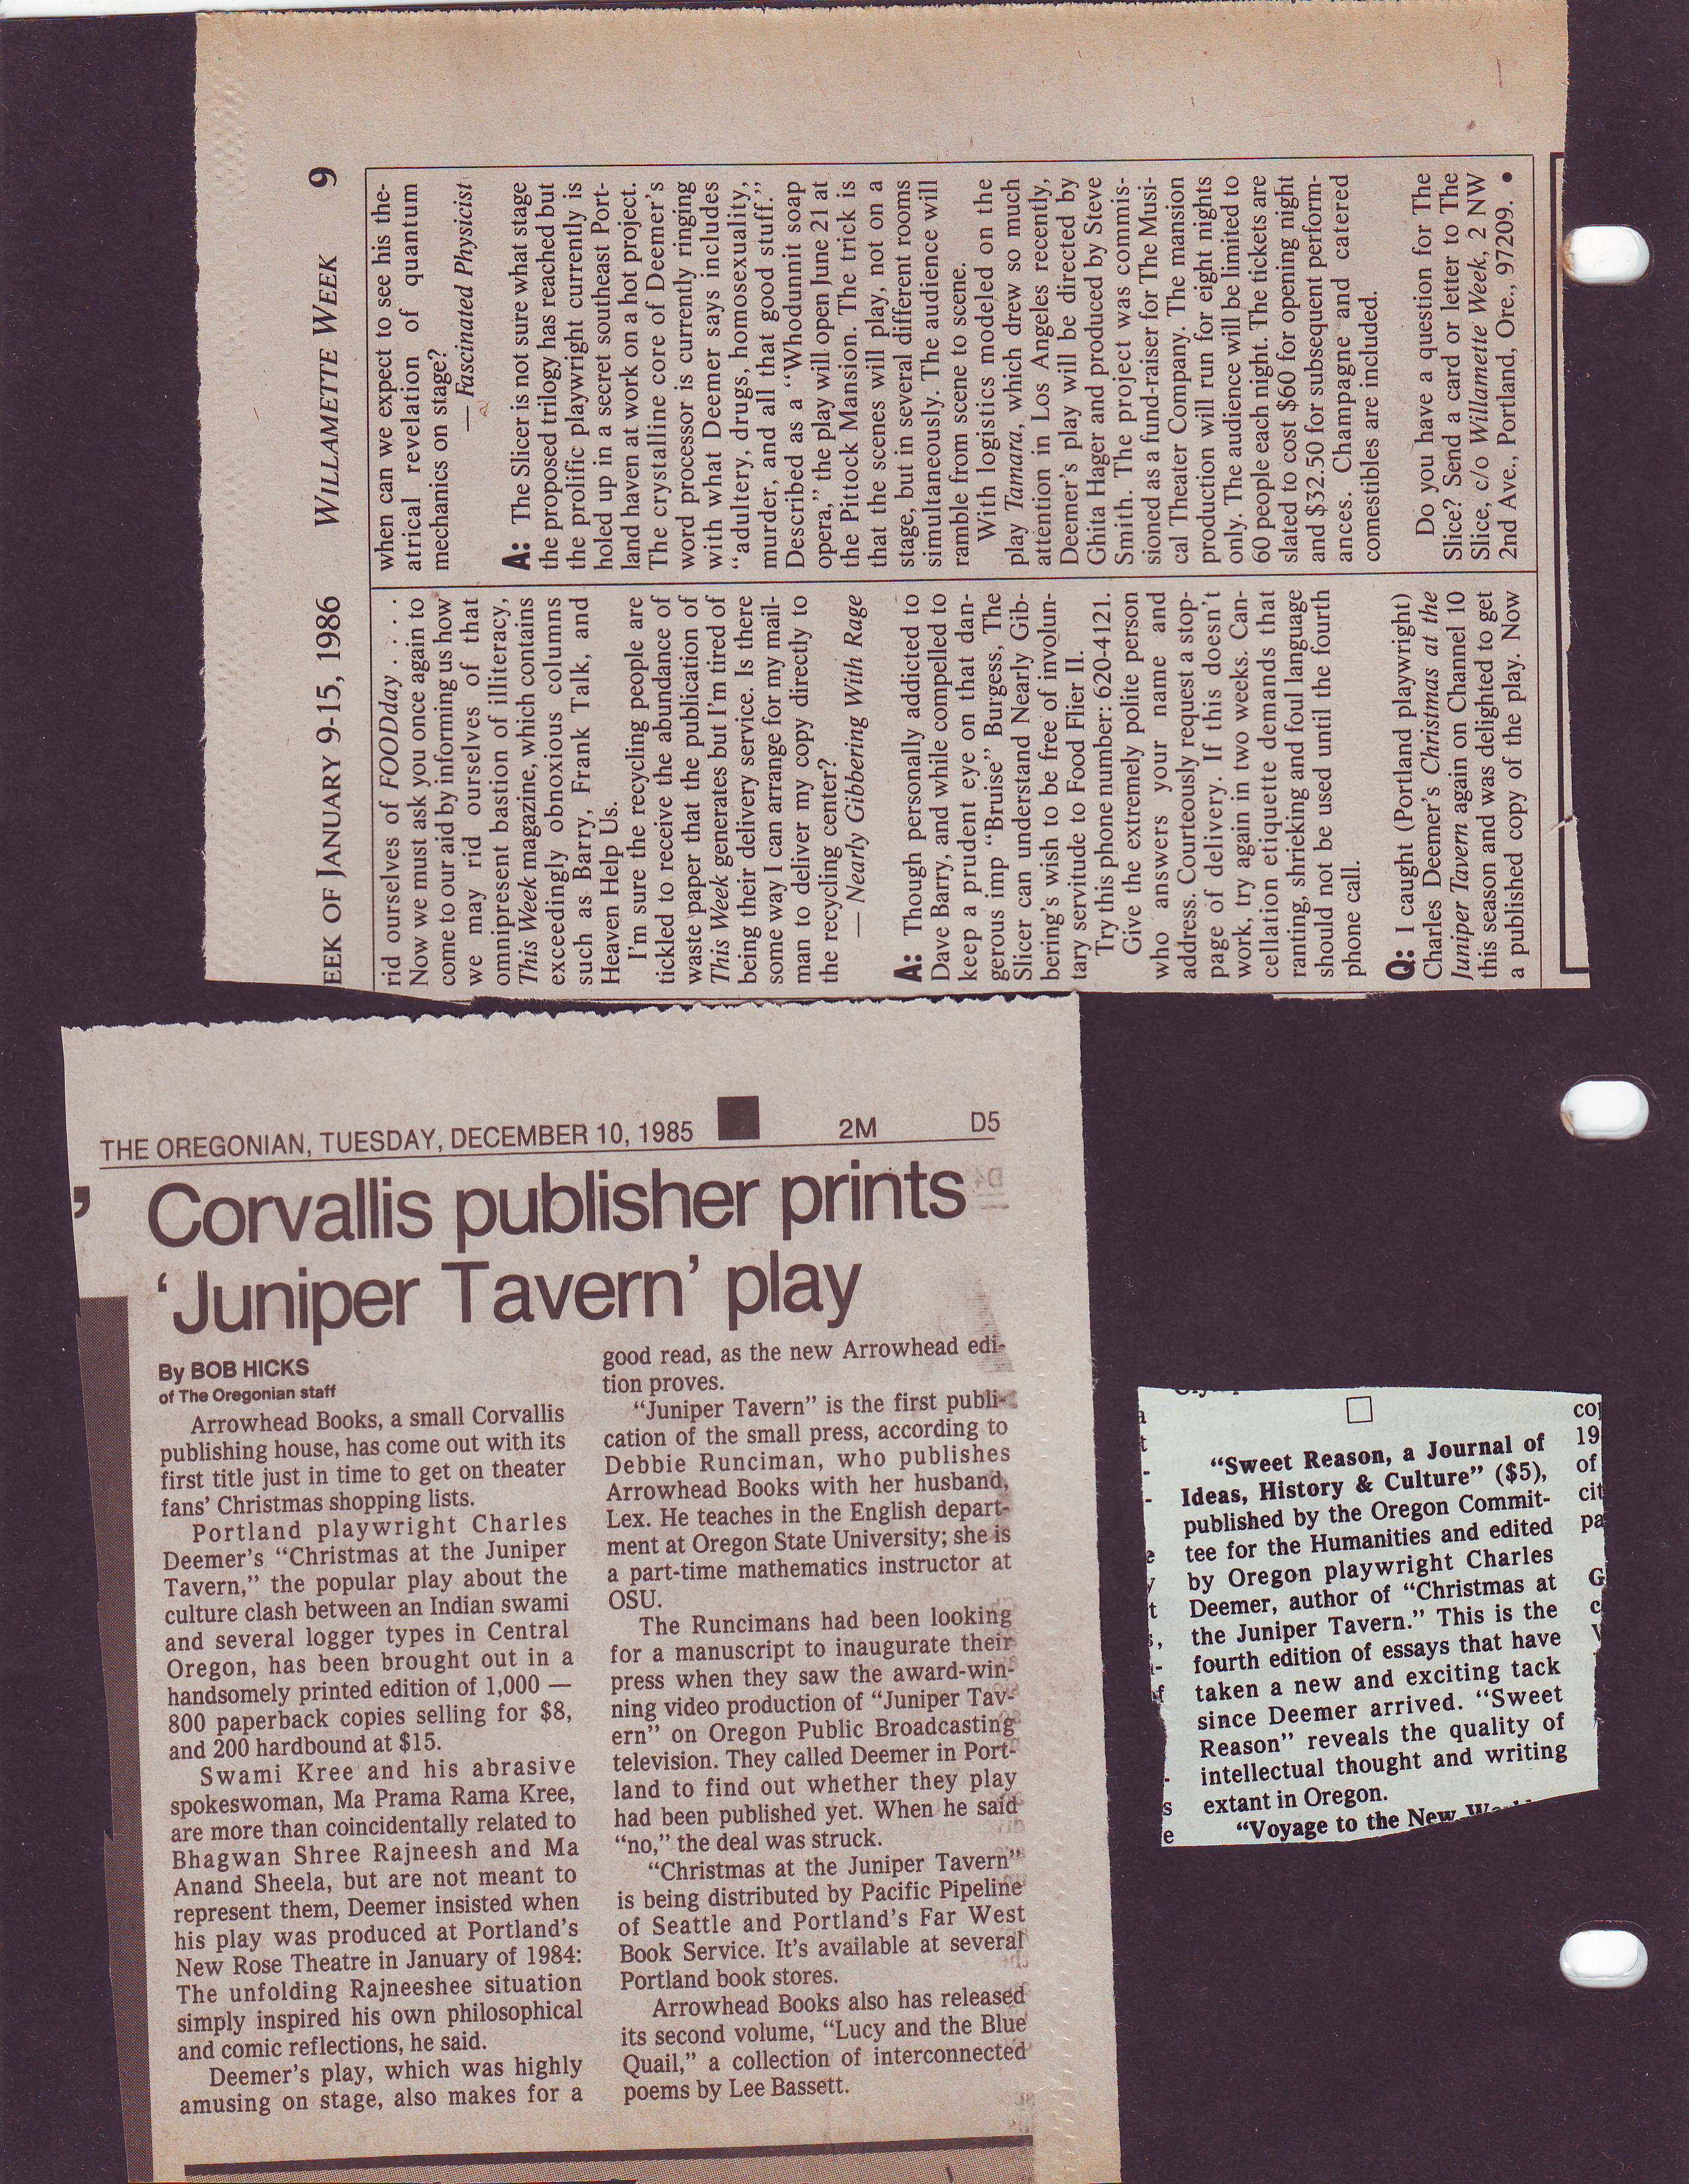 EEK OF JANUARY 9-15, 1986 WILLAMETTE WEEK 9
rid ourselves of FOODday . . . .
Now we must ask you once again to
come to our aid by informing us how
we may rid ourselves of that
omnipresent bastion of illiteracy,
This Week magazine, which contains
exceedingly obnoxious columns
such as Barry, Frank Talk, and
Heaven Help Us.
I'm sure the recycling people are
tickled to receive the abundance of
waste paper that the publication of
This Week generates but I'm tired of
being their delivery service. Is there
some way I can arrange for my mail-
man to deliver my copy directly to
the recycling center?
— Nearly Gibbering With Rage
A: Though personally addicted to
Dave Barry, and while compelled to
keep a prudent eye on that dan-
gerous imp “Bruise” Burgess, The
Slicer can understand Nearly Gib-
bering's wish to be free of involun-
tary servitude to Food Flier II.
Try this phone number: 620-4121.
Give the extremely polite person
who answers your name and
address. Courteously request a stop-
page of delivery. If this doesn't
work, try again in two weeks. Can-
cellation etiquette demands that
ranting, shrieking and foul language
should not be used until the fourth
phone call.
Q: I caught (Portland playwright)
Charles Deemer's Christmas at the
Juniper Tavern again on Channel 10
this season and was delighted to get
a published copy of the play. Now
when can we expect to see his the-
atrical revelation of quantum
mechanics on stage?
— Fascinated Physicist
A: The Slicer is not sure what stage
the proposed trilogy has reached but
the prolific playwright currently is
holed up in a secret southeast Port-
land haven at work on a hot project.
The crystalline core of Deemer's
word processor is currently ringing
with what Deemer says includes
“adultery, drugs, homosexuality,
murder, and all that good stuff.”
Described as a “Whodunnit soap
opera,” the play will open June 21 at
the Pittock Mansion. The trick is
that the scenes will play, not on a
stage, but in several different rooms
simultaneously. The audience will
ramble from scene to scene.
With logistics modeled on the
play Tamara, which drew so much
attention in Los Angeles recently,
Deemer's play will be directed by
Ghita Hager and produced by Steve
Smith. The project was commis-
sioned as a fund-raiser for The Musi-
cal Theater Company. The mansion
production will run for eight nights
only. The audience will be limited to
60 people each night. The tickets are
slated to cost $60 for opening night
and $32.50 for subsequent perform-
ances. Champagne and catered
comestibles are included.
Do you have a question for The
Slice? Send a card or letter to The
Slice, c/o Willamette Week, 2 NW
2nd Ave., Portland, Ore., 97209. ●
THE OREGONIAN, TUESDAY, DECEMBER 10, 1985 2M D5
’ Corvallis publisher prints
‘Juniper Tavern’ play
By BOB HICKS
of The Oregonian staff
Arrowhead Books, a small Corvallis
publishing house, has come out with its
first title just in time to get on theater
fans' Christmas shopping lists.
Portland playwright Charles
Deemer's “Christmas at the Juniper
Tavern,” the popular play about the
culture clash between an Indian swami
and several logger types in Central
Oregon, has been brought out in a
handsomely printed edition of 1,000 —
800 paperback copies selling for $8,
and 200 hardbound at $15.
Swami Kree and his abrasive
spokeswoman, Ma Prama Rama Kree,
are more than coincidentally related to
Bhagwan Shree Rajneesh and Ma
Anand Sheela, but are not meant to
represent them, Deemer insisted when
his play was produced at Portland's
New Rose Theatre in January of 1984:
The unfolding Rajneeshee situation
simply inspired his own philosophical
and comic reflections, he said.
Deemer's play, which was highly
amusing on stage, also makes for a
good read, as the new Arrowhead edi-
tion proves.
“Juniper Tavern” is the first publi-
cation of the small press, according to
Debbie Runciman, who publishes
Arrowhead Books with her husband,
Lex. He teaches in the English depart-
ment at Oregon State University; she is
a part-time mathematics instructor at
OSU.
The Runcimans had been looking
for a manuscript to inaugurate their
press when they saw the award-win-
ning video production of “Juniper Tav-
ern” on Oregon Public Broadcasting
television. They called Deemer in Port-
land to find out whether they play
had been published yet. When he said
“no,” the deal was struck.
“Christmas at the Juniper Tavern”
is being distributed by Pacific Pipeline
of Seattle and Portland's Far West
Book Service. It's available at several
Portland book stores.
Arrowhead Books also has released
its second volume, “Lucy and the Blue
Quail,” a collection of interconnected
poems by Lee Bassett.
“Sweet Reason, a Journal of
Ideas, History & Culture” ($5),
published by the Oregon Commit-
tee for the Humanities and edited
by Oregon playwright Charles
Deemer, author of “Christmas at
the Juniper Tavern.” This is the
fourth edition of essays that have
taken a new and exciting tack
since Deemer arrived. “Sweet
Reason” reveals the quality of
intellectual thought and writing
extant in Oregon.
“Voyage to the New